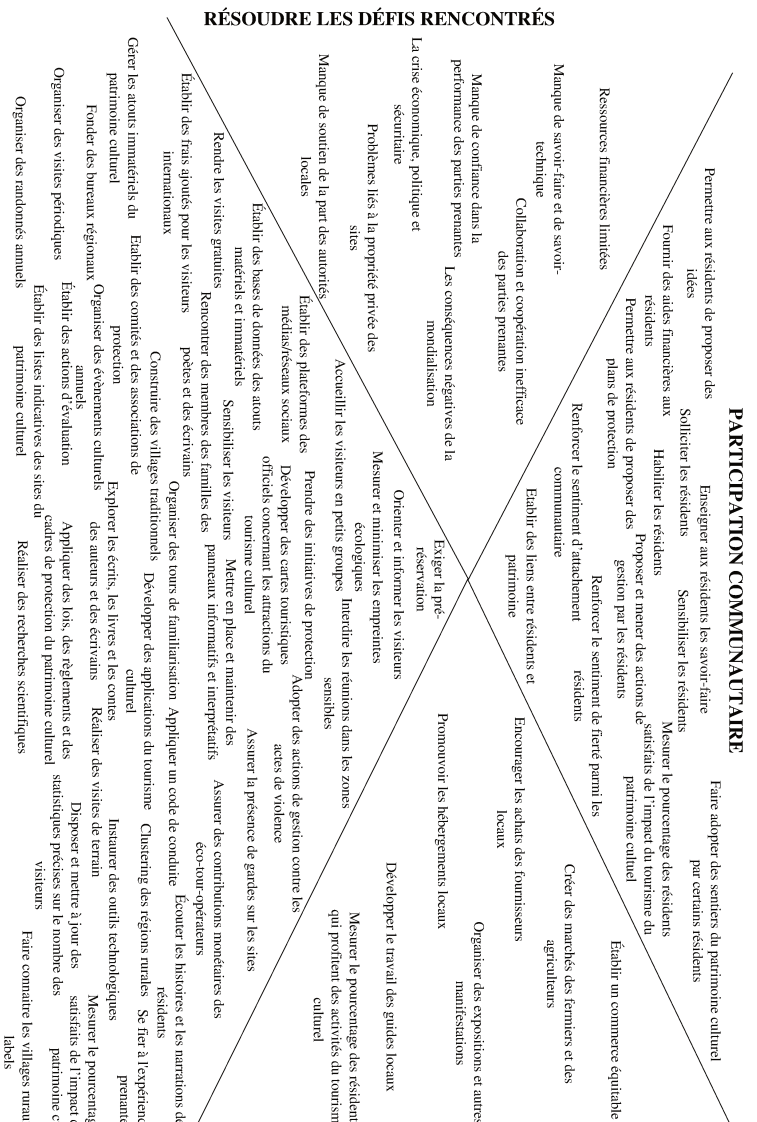 RÉSOUDRE LES DÉFIS RENCONTRÉS
PARTICIPATION COMMUNAUTAIRE
Permettre aux résidents de proposer des
idées
Fournir des aides financières aux
résidents
Permettre aux résidents de proposer des
plans de protection
Enseigner aux résidents les savoir-faire
Solliciter les résidents
Habiliter les résidents
Sensibiliser les résidents
Proposer et mener des actions de
gestion par les résidents
Renforcer le sentiment d'attachement
communautaire
Renforcer le sentiment de fierté parmi les
résidents
Etablir des liens entre résidents et
patrimoine
Faire adopter des sentiers du patrimoine culturel
par certains résidents
Mesurer le pourcentage des résidents
satisfaits de l'impact du tourisme du
patrimoine cultuel
Ressources financières limitées
Manque de savoir-faire et de savoir-
technique
Collaboration et coopération inefficace
des parties prenantes
Manque de confiance dans la
performance des parties prenantes
Les conséquences négatives de la
mondialisation
La crise économique, politique et
sécuritaire
Problèmes liés à la propriété privée des
sites
Manque de soutien de la part des autorités
locales
Établir un commerce équitable
Créer des marchés des fermiers et des
agriculteurs
Encourager les achats des fournisseurs
locaux
Organiser des expositions et autres
manifestations
Promouvoir les hébergements locaux
Développer le travail des guides locaux
Mesurer le pourcentage des résident
qui profitent des activités du tourism
culturel
Exiger la pré-
réservation
Orienter et informer les visiteurs
Mesurer et minimiser les empreintes
écologiques
Accueillir les visiteurs en petits groupes
Interdire les réunions dans les zones
sensibles
Établir des plateformes des
médias/réseaux sociaux
Prendre des initiatives de protection
Adopter des actions de gestion contre les
actes de violence
Développer des cartes touristiques
officiels concernant les attractions du
tourisme culturel
Établir des bases de données des atouts
matériels et immatériels
Sensibiliser les visiteurs
Mettre en place et maintenir des
panneaux informatifs et interprétatifs
Assurer la présence de gardes sur les sites
Rendre les visites gratuites
Rencontrer des membres des familles des
poètes et des écrivains
Assurer des contributions monétaires des
éco-tour-opérateurs
Établir des frais ajoutés pour les visiteurs
internationaux
Construire des villages traditionnels
Organiser des tours de familiarisation
Appliquer un code de conduite
Écouter les histoires et les narrations de
résidents
Gérer les atouts immatériels du
patrimoine culturel
Etablir des comités et des associations de
protection
Développer des applications du tourisme
culturel
Clustering des régions rurales
Se fier à l'expérienc
prenante
Fonder des bureaux régionaux
Organiser des évènements culturels
annuels
Explorer les écrits, les livres et les contes
des auteurs et des écrivains
Instaurer des outils technologiques
Réaliser des visites de terrain
Mesurer le pourcentag
satisfaits de l'impact d
patrimoine c
Organiser des visites périodiques
Établir des actions d'évaluation
Appliquer des lois, des règlements et des
cadres de protection du patrimoine culturel
Disposer et mettre à jour des
statistiques précises sur le nombre des
visiteurs
Organiser des randonnés annuels
Établir des listes indicatives des sites du
patrimoine culturel
Réaliser des recherches scientifiques
Faire connaitre les villages rurau
labels